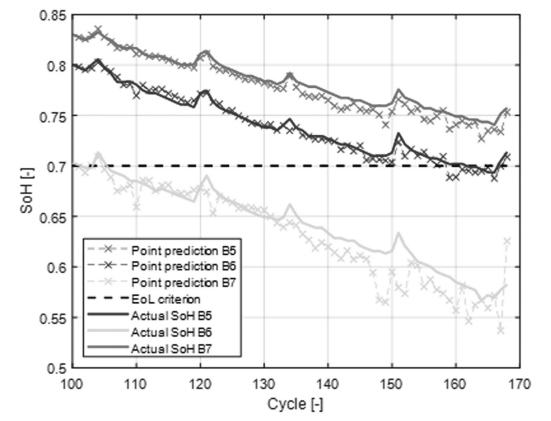 0.85
0.8
0.75
0.7
0.65
0.6
0.55
0.5
SoH [-]
Point prediction B5
Point prediction B6
Point prediction B7
EoL criterion
Actual SoH B5
Actual SoH B6
Actual SoH B7
100 110 120 130 140 150 160 170
Cycle [-]